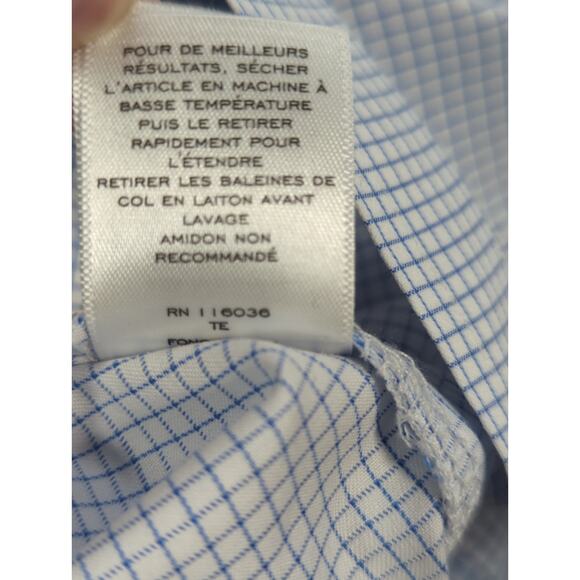 POUR DE MEILLEURS
RÉSULTATS, SÉCHER
L'ARTICLE EN MACHINE À
BASSE TEMPÉRATURE
PUIS LE RETIRER
RAPIDEMENT POUR
L'ÉTENDRE
RETIRER LES BALEINES DE
COL EN LAITON AVANT
LAVAGE
AMIDON NON
RECOMMANDÉ
RN 116036
TE